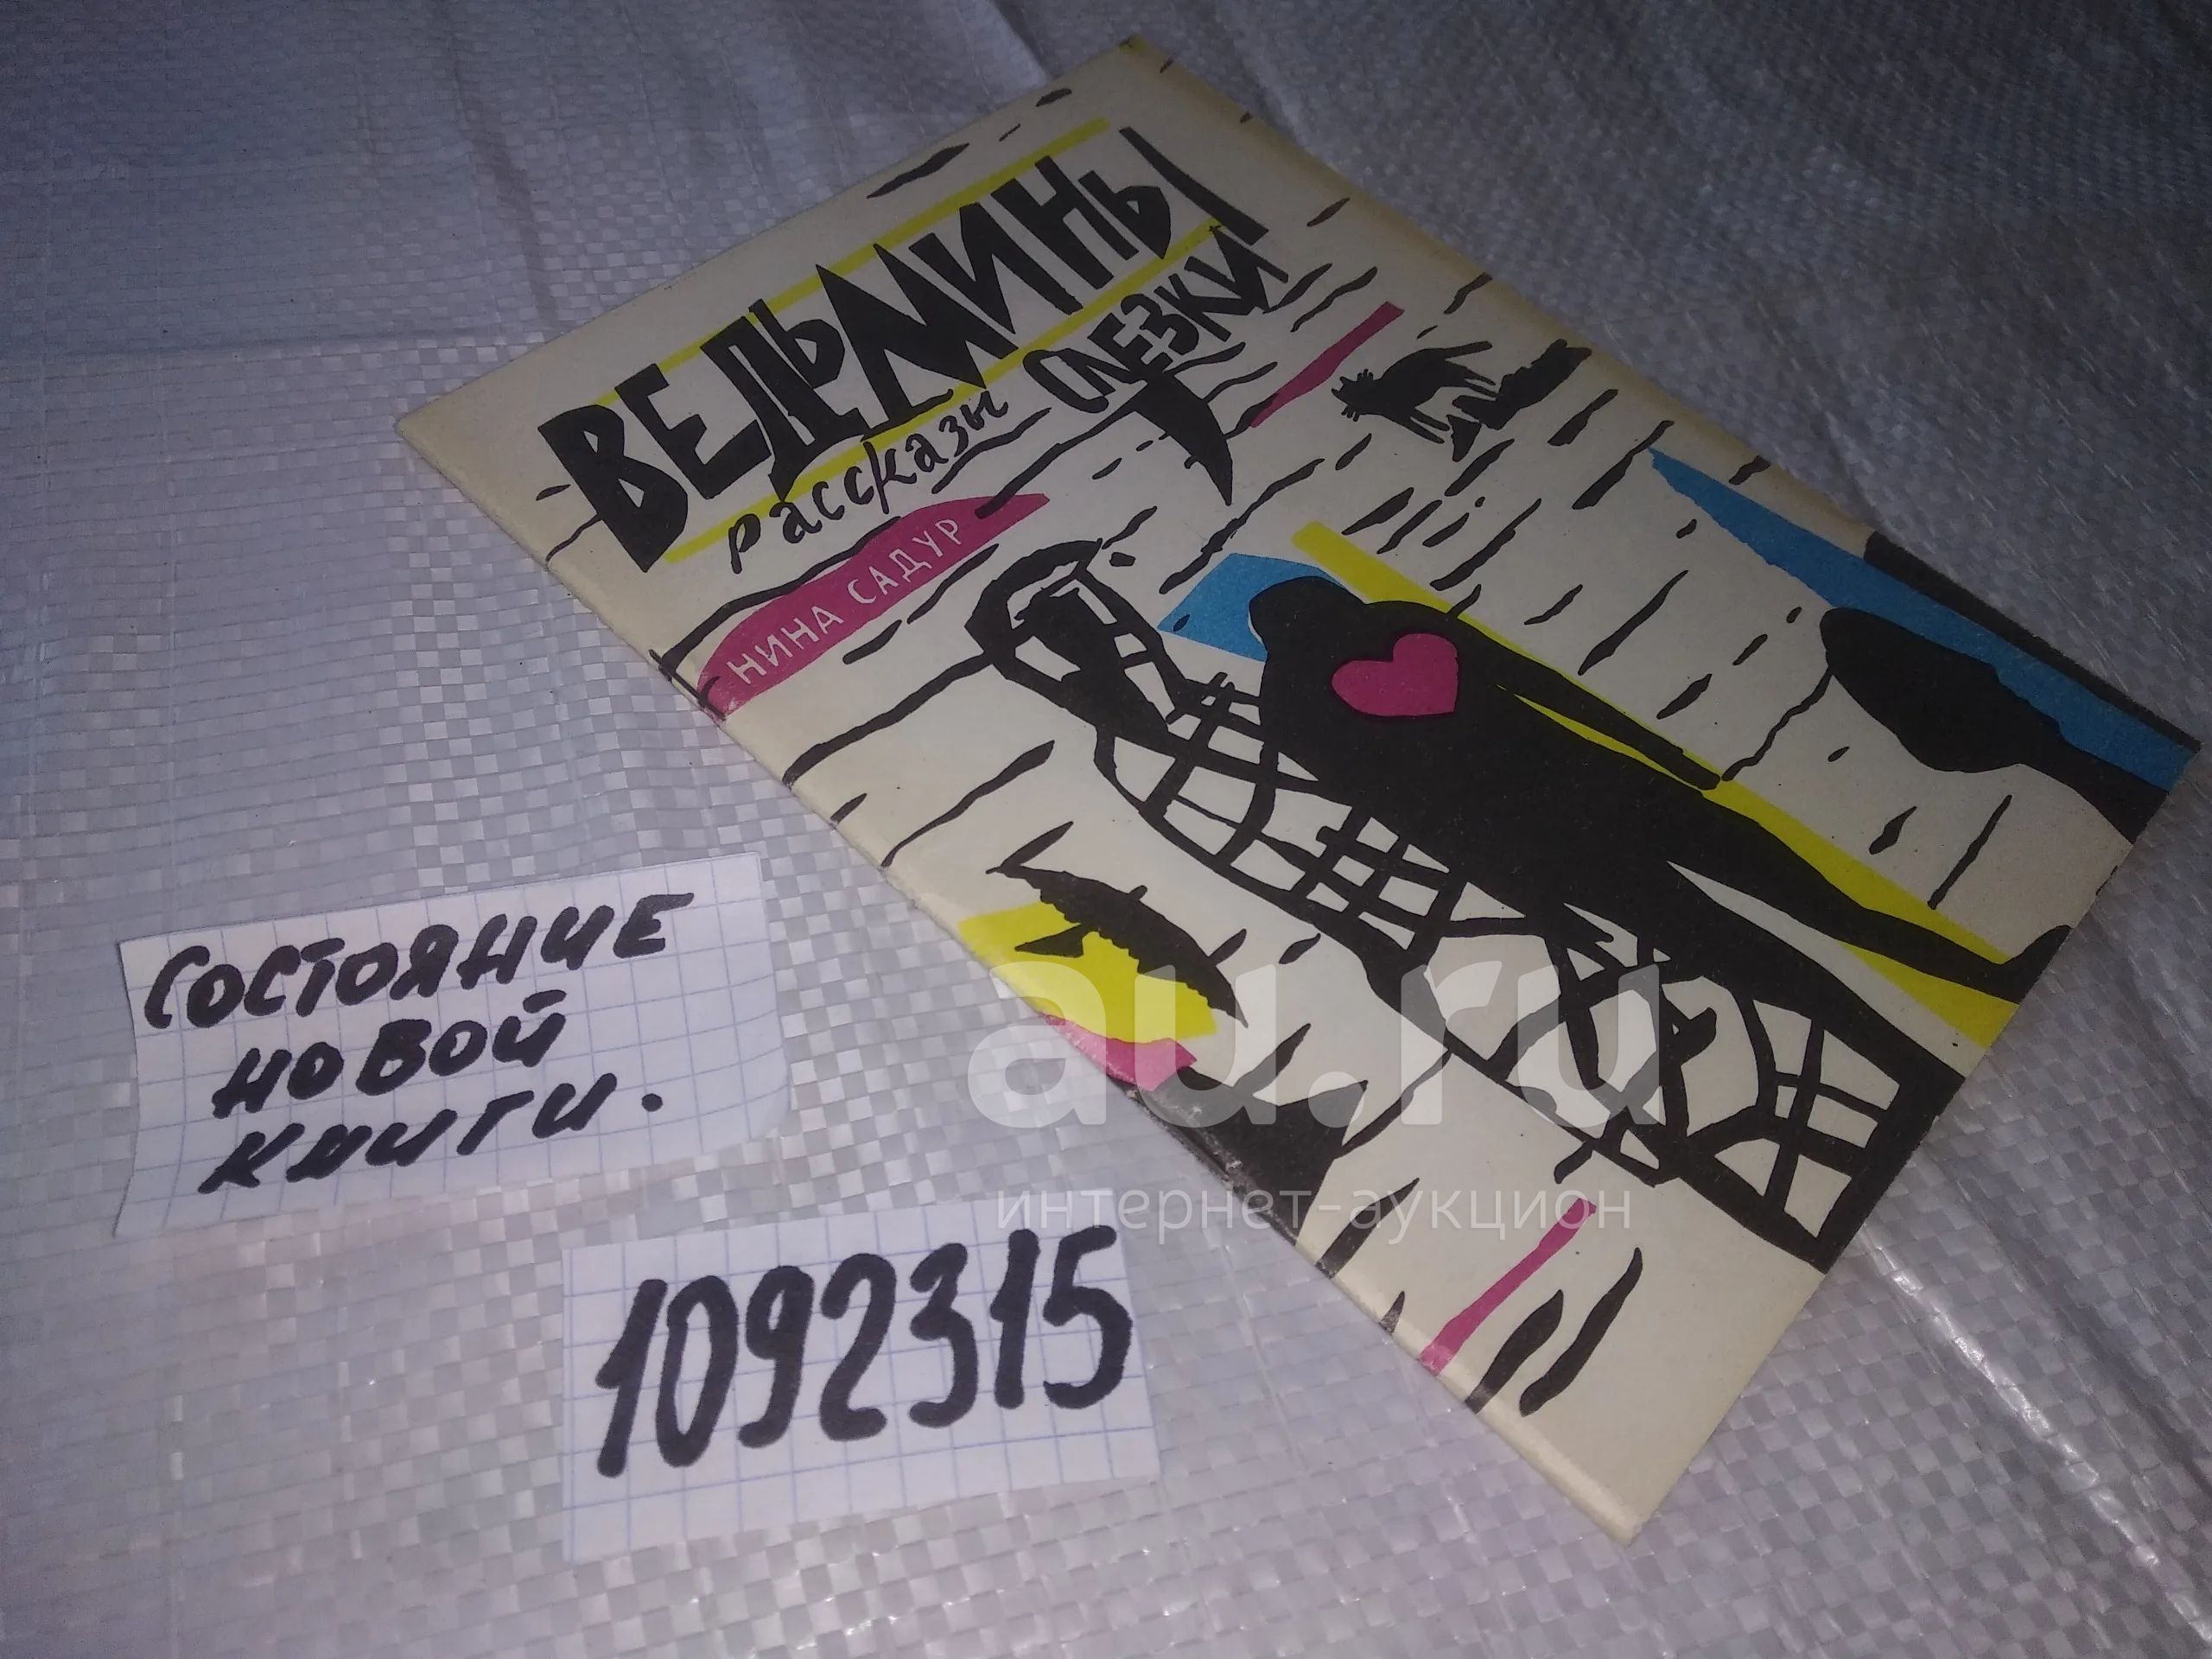 ВЕДЬМИНЫ
рассказы СЛЕЗКИ
НИНА САДУР
СОСТОЯНИЕ
НОВОЙ
КНИГИ.
1092315
au.ru
интернет-аукцион